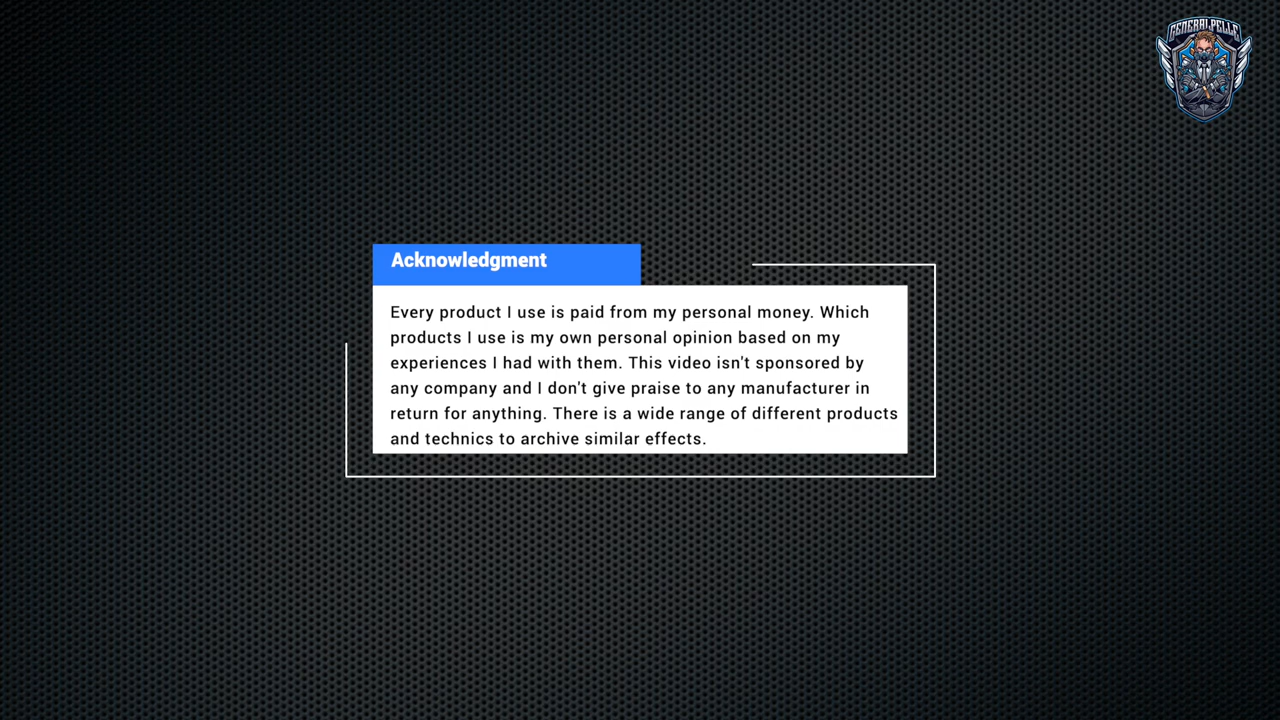 GENERALPELLE
Acknowledgment
Every product I use is paid from my personal money. Which
products I use is my own personal opinion based on my
experiences I had with them. This video isn't sponsored by
any company and I don't give praise to any manufacturer in
return for anything. There is a wide range of different products
and technics to archive similar effects.